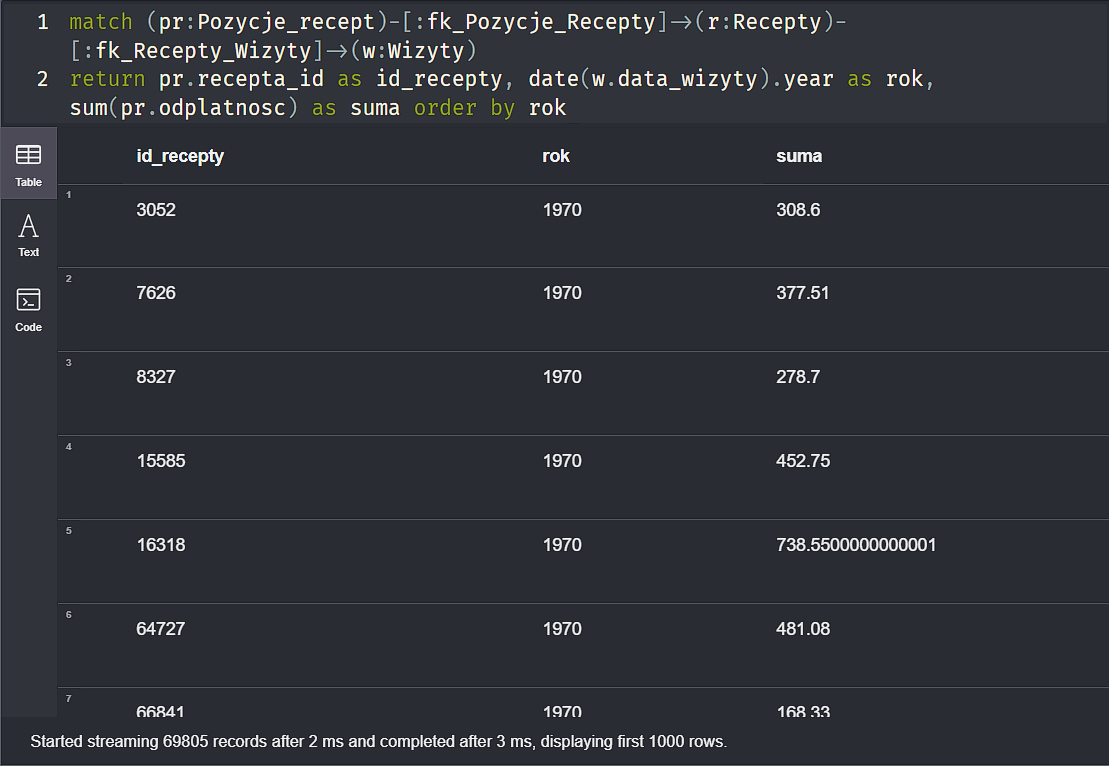 1 match (pr:Pozycje_recept)-[:fk_Pozycje_Recepty]→(r:Recepty)-
[:fk_Recepty_Wizyty]→(w:Wizyty)
2 return pr.recepta_id as id_recepty, date(w.data_wizyty).year as rok,
sum(pr.odplatnosc) as suma order by rok
Table
Text
Code
id_recepty rok suma
1 3052 1970 308.6
2 7626 1970 377.51
3 8327 1970 278.7
4 15585 1970 452.75
5 16318 1970 738.5500000000001
6 64727 1970 481.08
7 66841 1970 168.33
Started streaming 69805 records after 2 ms and completed after 3 ms, displaying first 1000 rows.